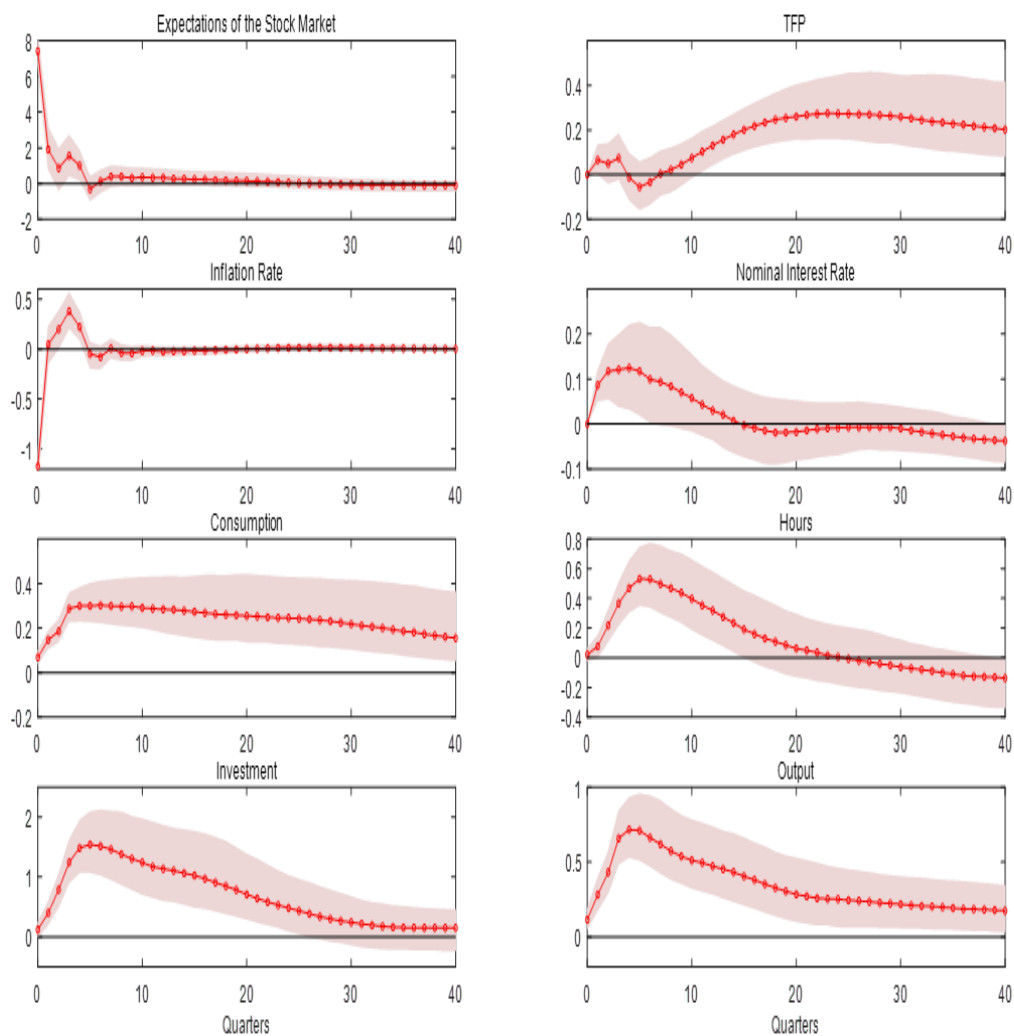 Expectations of the Stock Market
8
6
4
2
0
-2
0 10 20 30 40
TFP
0.4
0.2
0
-0.2
0 10 20 30 40
Inflation Rate
0.5
0
-0.5
-1
0 10 20 30 40
Nominal Interest Rate
0.2
0.1
0
-0.1
0 10 20 30 40
Consumption
0.4
0.2
0
-0.2
0 10 20 30 40
Hours
0.8
0.6
0.4
0.2
0
-0.2
-0.4
0 10 20 30 40
Investment
2
1
0
0 10 20 30 40
Quarters
Output
1
0.5
0
0 10 20 30 40
Quarters